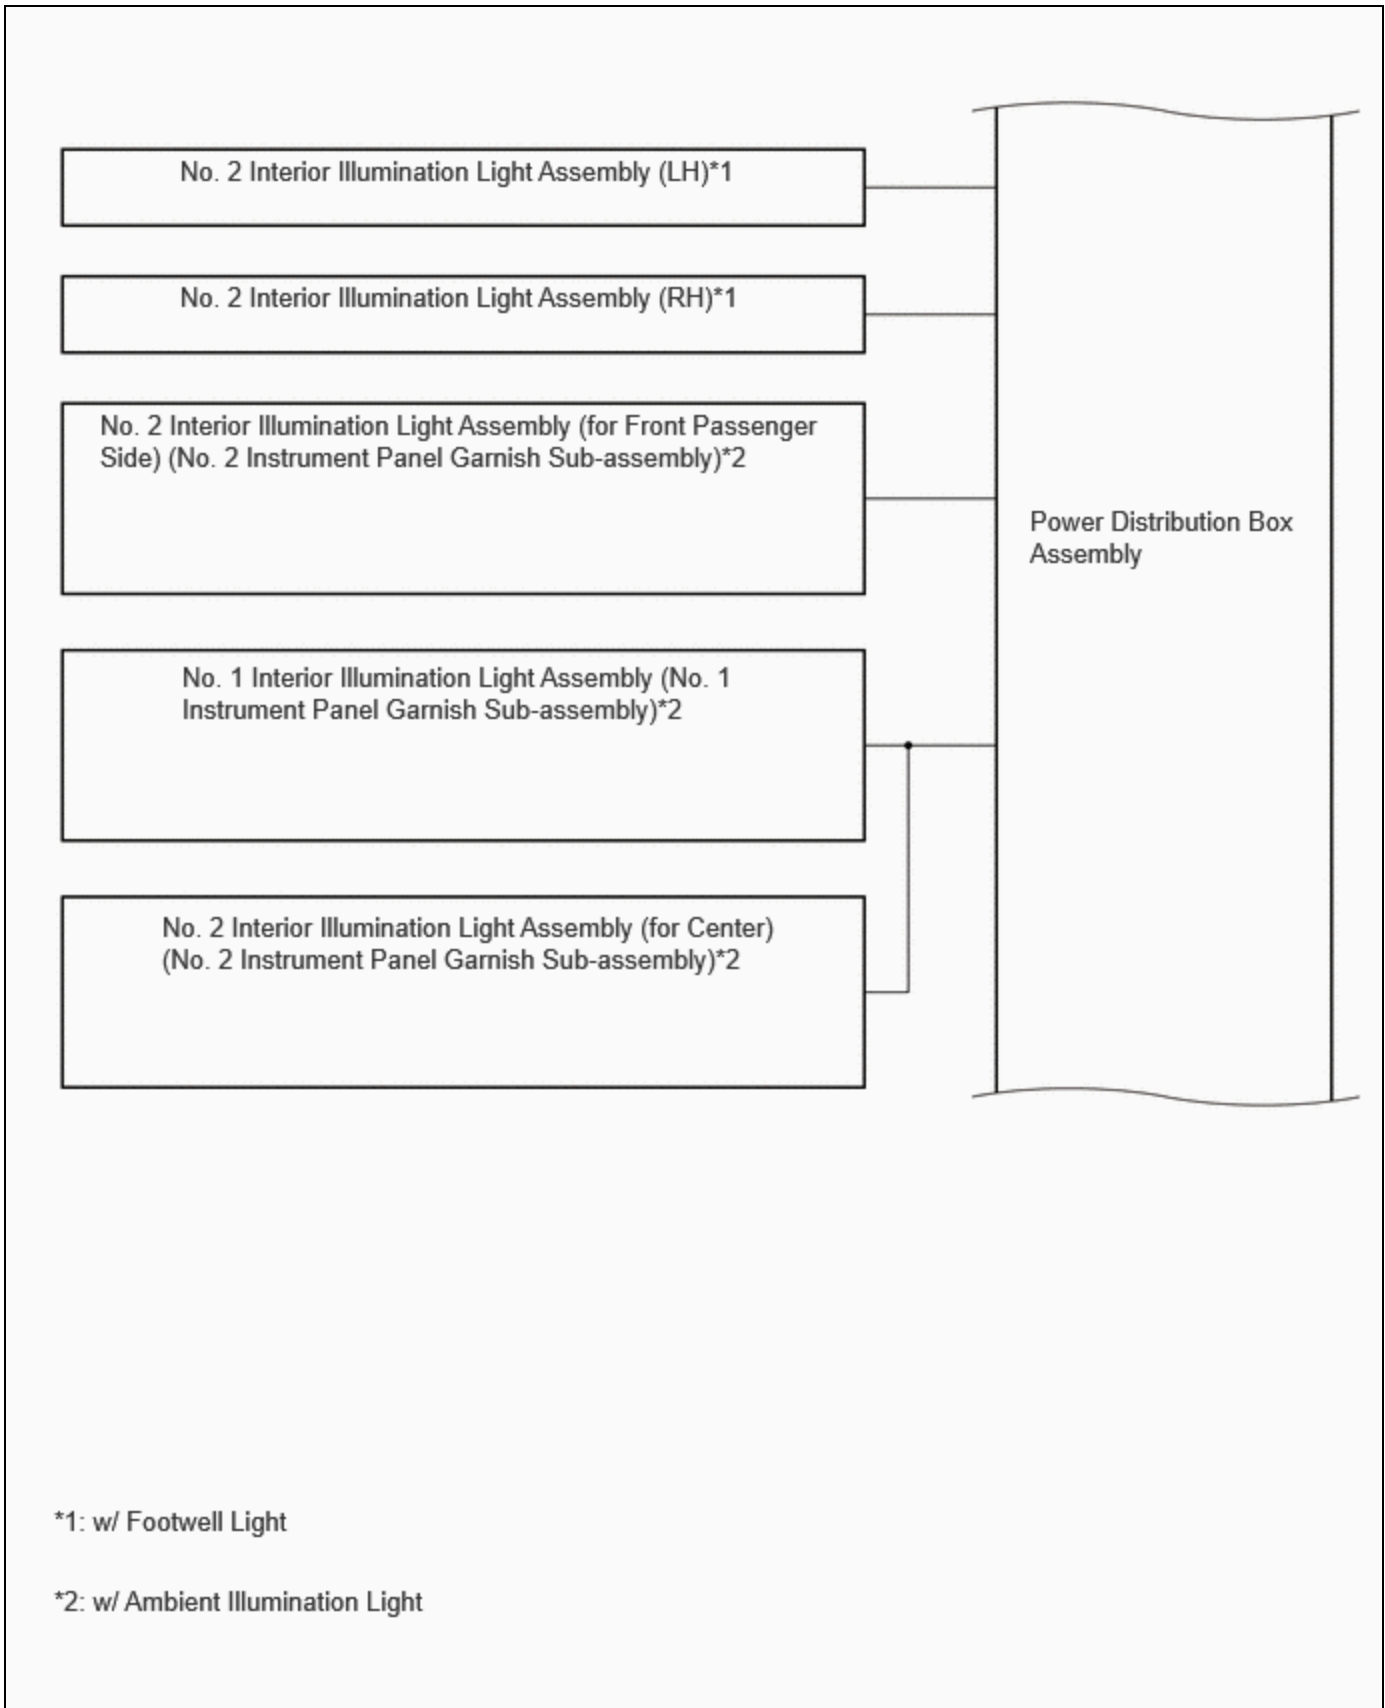 No. 2 Interior Illumination Light Assembly (LH)*1
No. 2 Interior Illumination Light Assembly (RH)*1
No. 2 Interior Illumination Light Assembly (for Front Passenger
Side) (No. 2 Instrument Panel Garnish Sub-assembly)*2
Power Distribution Box
Assembly
No. 1 Interior Illumination Light Assembly (No. 1
Instrument Panel Garnish Sub-assembly)*2
No. 2 Interior Illumination Light Assembly (for Center)
(No. 2 Instrument Panel Garnish Sub-assembly)*2
*1: w/ Footwell Light
*2: w/ Ambient Illumination Light